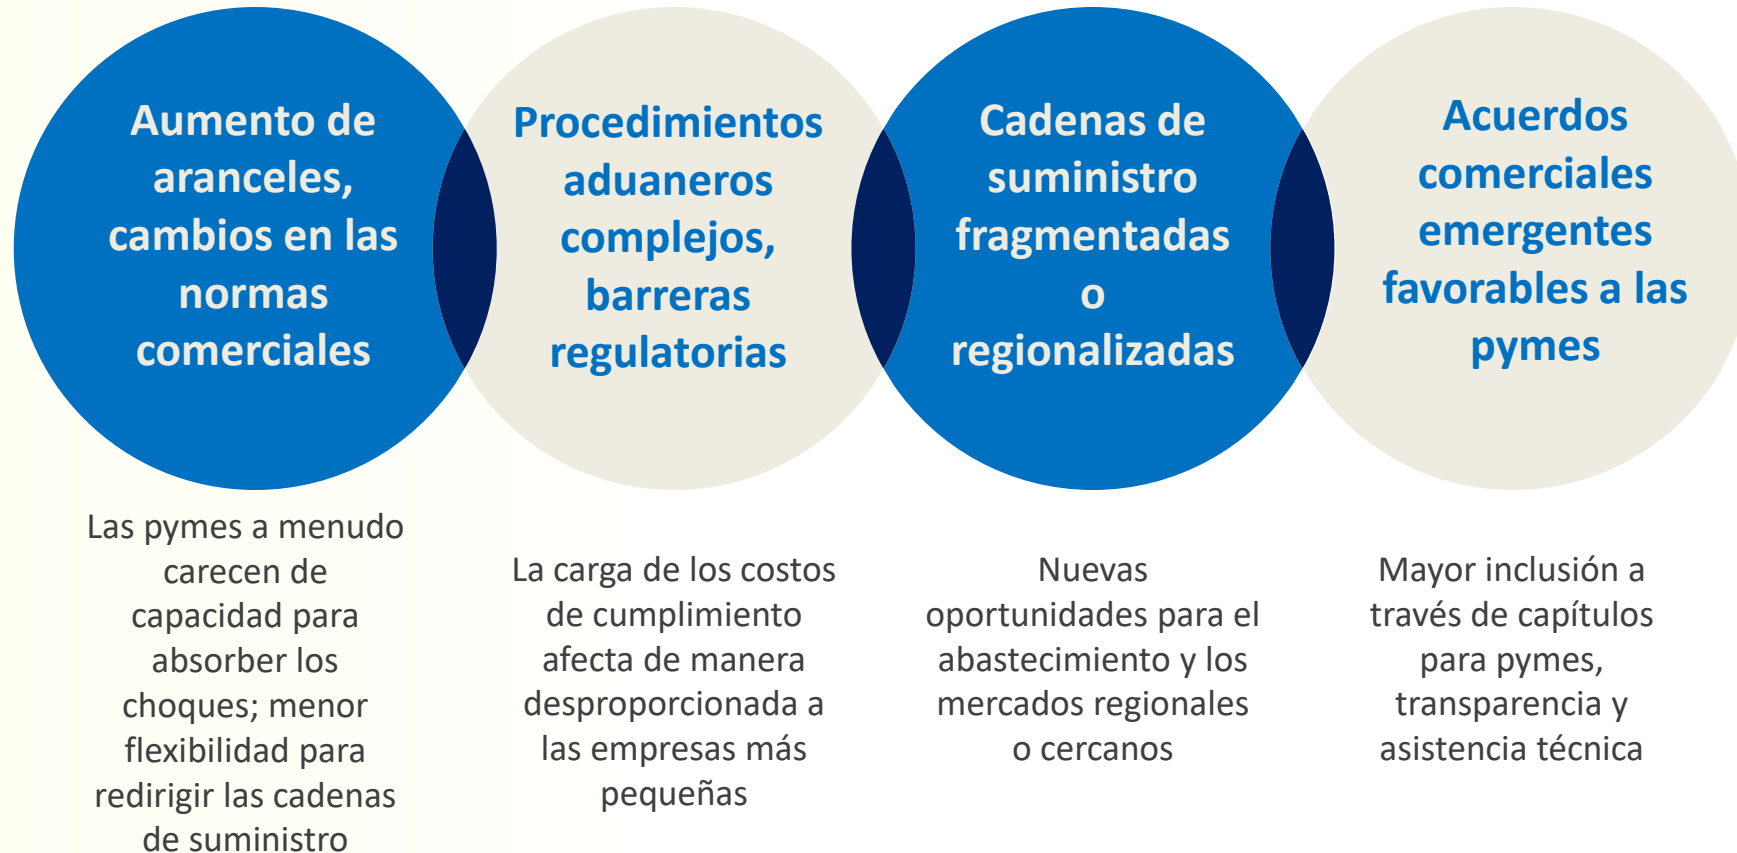 Aumento de
aranceles,
cambios en las
normas
comerciales
Procedimientos
aduaneros
complejos,
barreras
regulatorias
Cadenas de
suministro
fragmentadas
o
regionalizadas
Acuerdos
comerciales
emergentes
favorables a las
pymes
Las pymes a menudo
carecen de
capacidad para
absorber los
choques; menor
flexibilidad para
redirigir las cadenas
de suministro
La carga de los costos
de cumplimiento
afecta de manera
desproporcionada a
las empresas más
pequeñas
Nuevas
oportunidades para el
abastecimiento y los
mercados regionales
o cercanos
Mayor inclusión a
través de capítulos
para pymes,
transparencia y
asistencia técnica